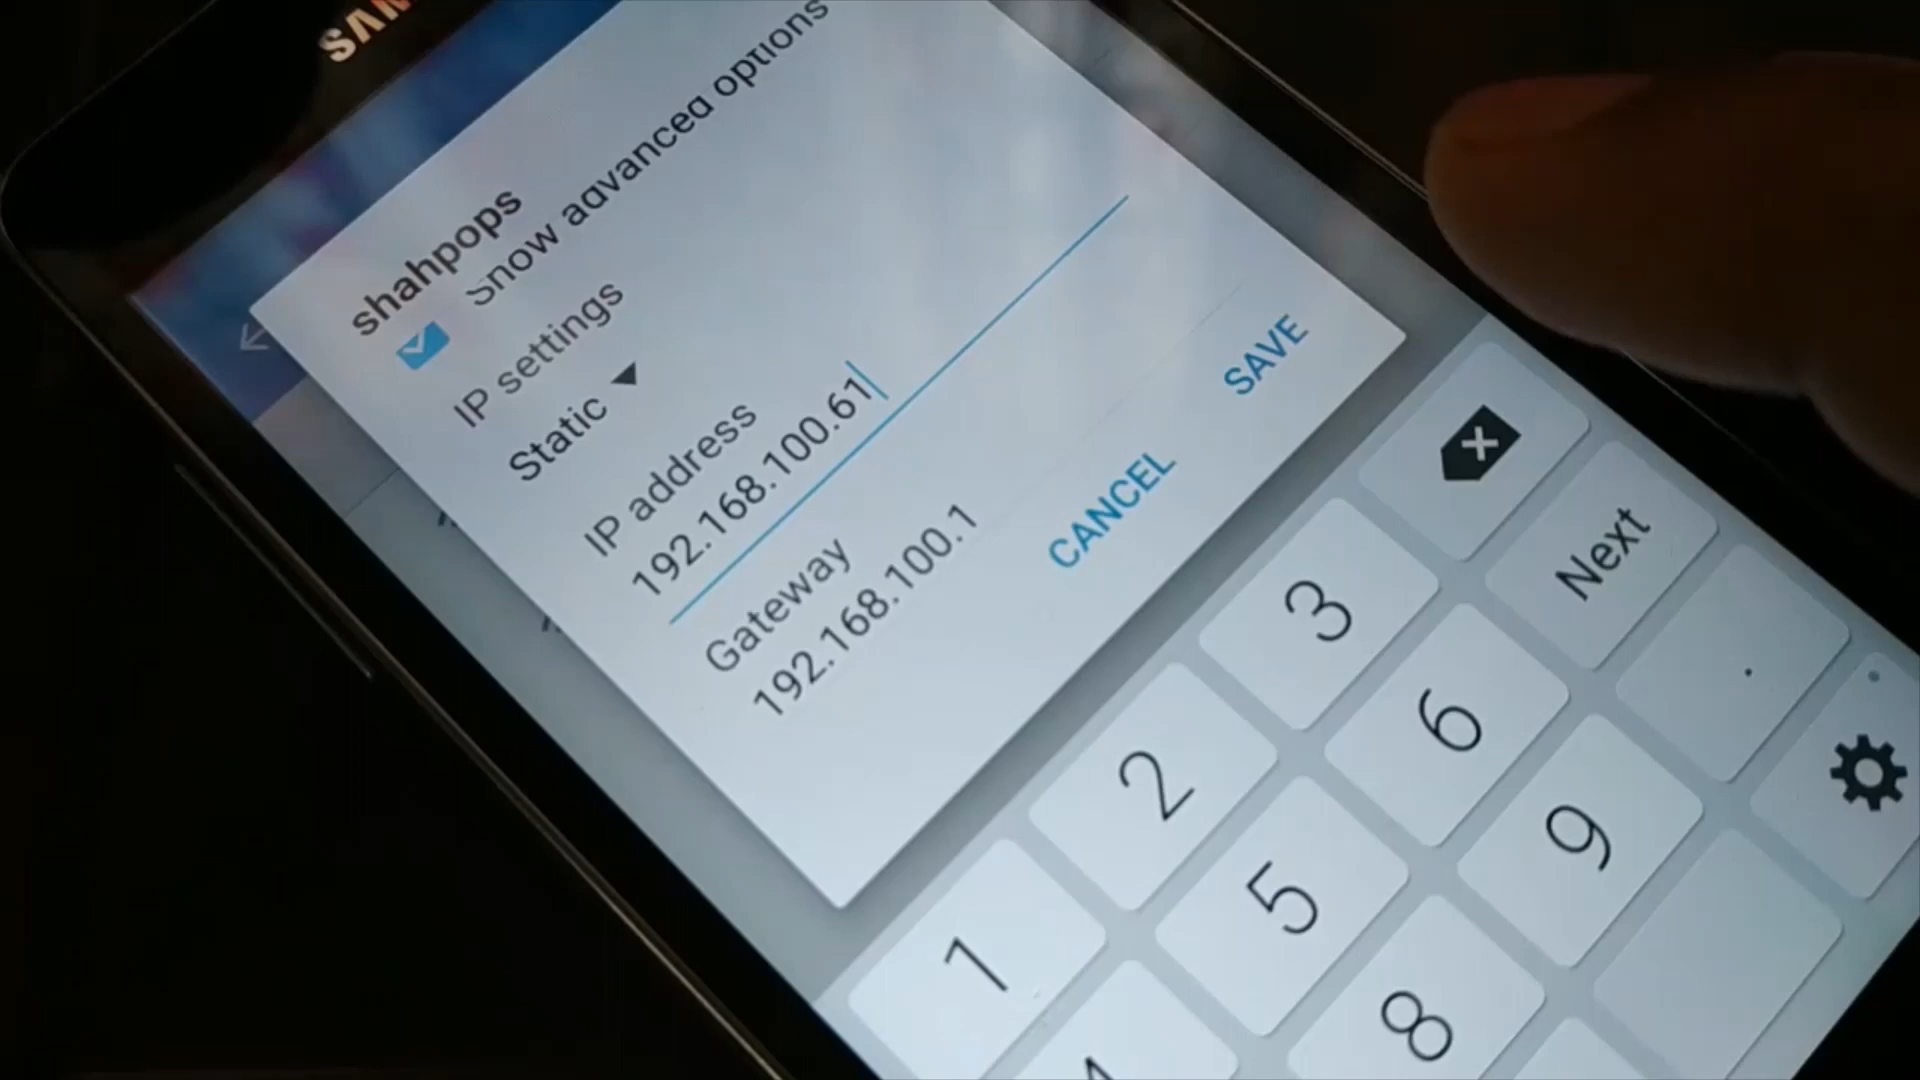 SAM
shahpops
Show advanced options
IP settings
Static
IP address
192.168.100.61
Gateway
192.168.100.1
CANCEL
SAVE
1
2
3
5
6
Next
8
9
.